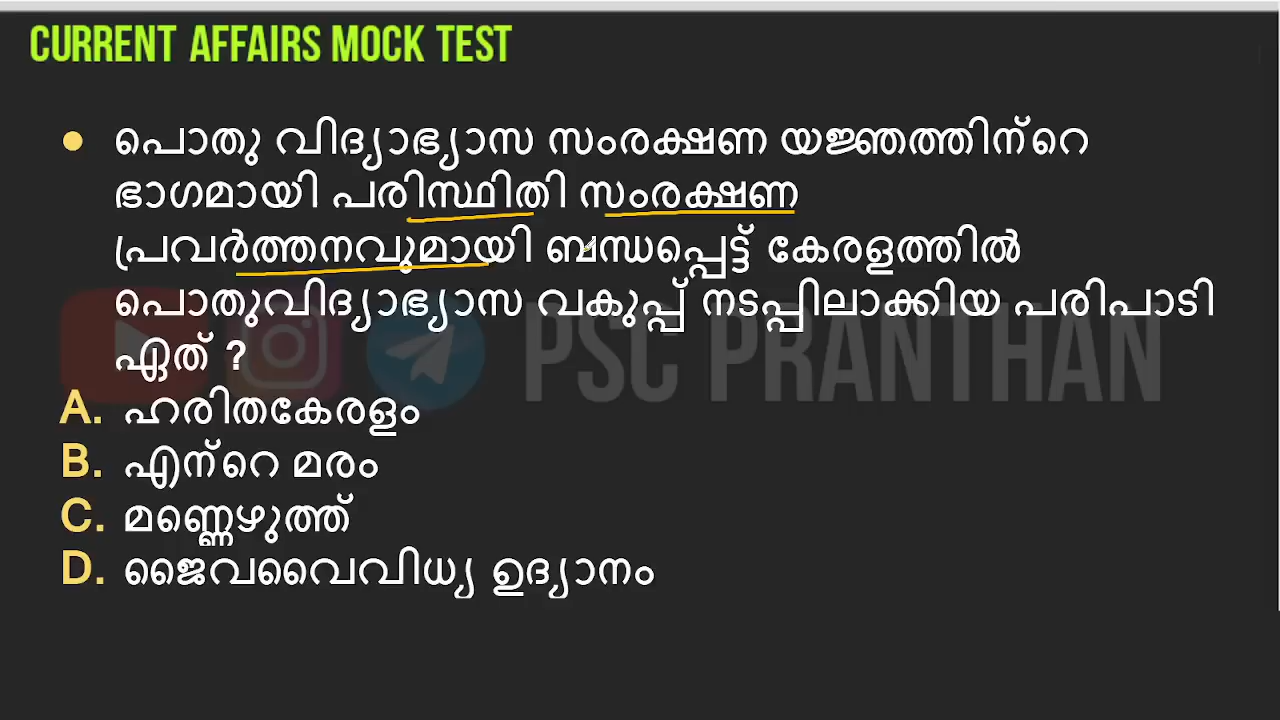 CURRENT AFFAIRS MOCK TEST
പൊതു വിദ്യാഭ്യാസ സംരക്ഷണ യജ്ഞത്തിന്റെ
ഭാഗമായി പരിസ്ഥിതി സംരക്ഷണ
പ്രവർത്തനവുമായി ബന്ധപ്പെട്ട് കേരളത്തിൽ
പൊതുവിദ്യാഭ്യാസ വകുപ്പ് നടപ്പിലാക്കിയ പരിപാടി
ഏത് ?
PSC PRANTHAN
A. ഹരിതകേരളം
B. എന്റെ മരം
C. മണ്ണെഴുത്ത്
D. ജൈവവൈവിധ്യ ഉദ്യാനം